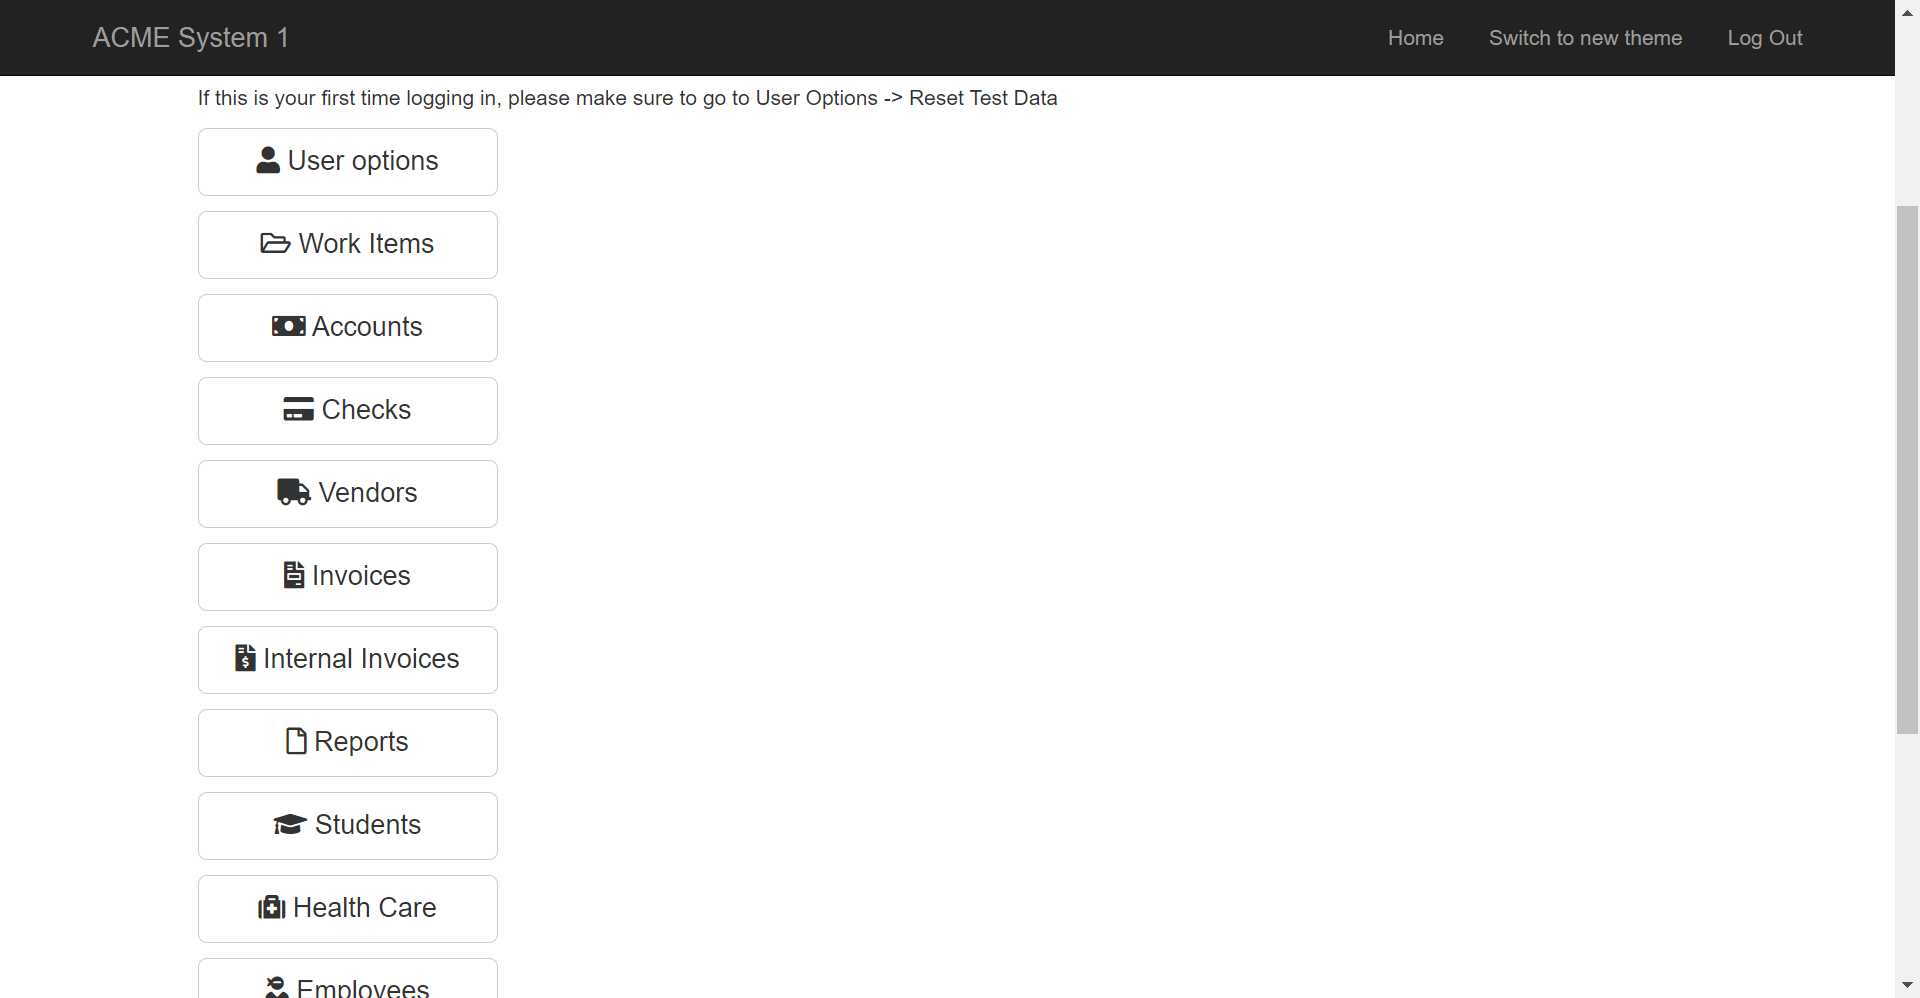 ACME System 1
Home
Switch to new theme
Log Out
If this is your first time logging in, please make sure to go to User Options -> Reset Test Data
User options
Work Items
Accounts
Checks
Vendors
Invoices
Internal Invoices
Reports
Students
Health Care
Employees